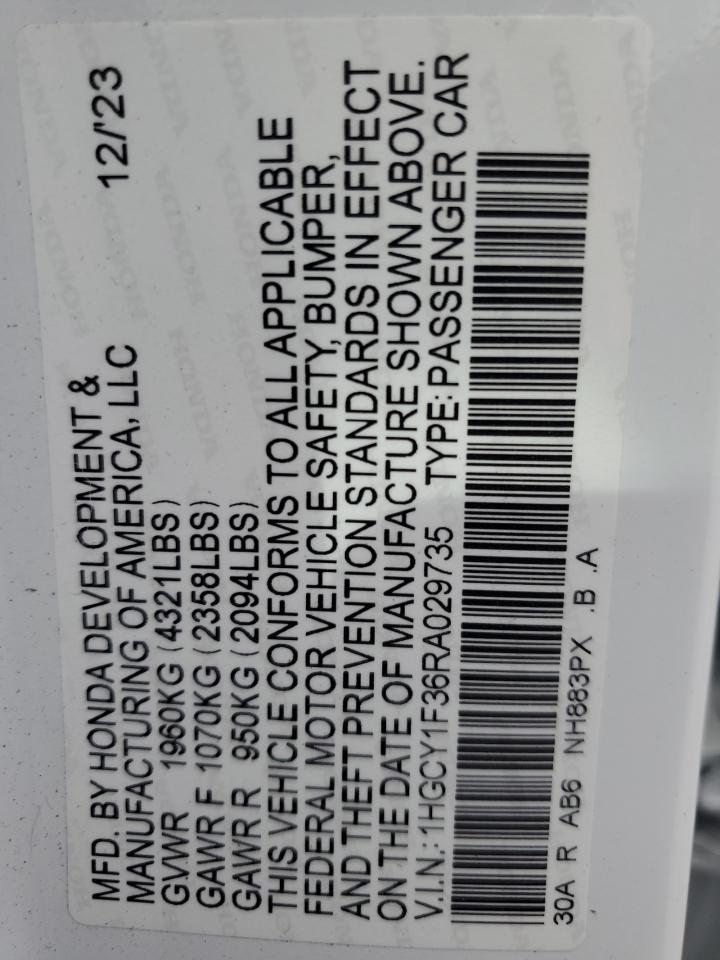 MFD. BY HONDA DEVELOPMENT & 12/'23
MANUFACTURING OF AMERICA, LLC
GVWR 1960KG (4321LBS)
GAWR F 1070KG (2358LBS)
GAWR R 950KG (2094LBS)
THIS VEHICLE CONFORMS TO ALL APPLICABLE
FEDERAL MOTOR VEHICLE SAFETY, BUMPER,
AND THEFT PREVENTION STANDARDS IN EFFECT
ON THE DATE OF MANUFACTURE SHOWN ABOVE.
V.I.N.: 1HGCY1F36RA029735 TYPE: PASSENGER CAR
30A R AB6 NH883PX .B .A